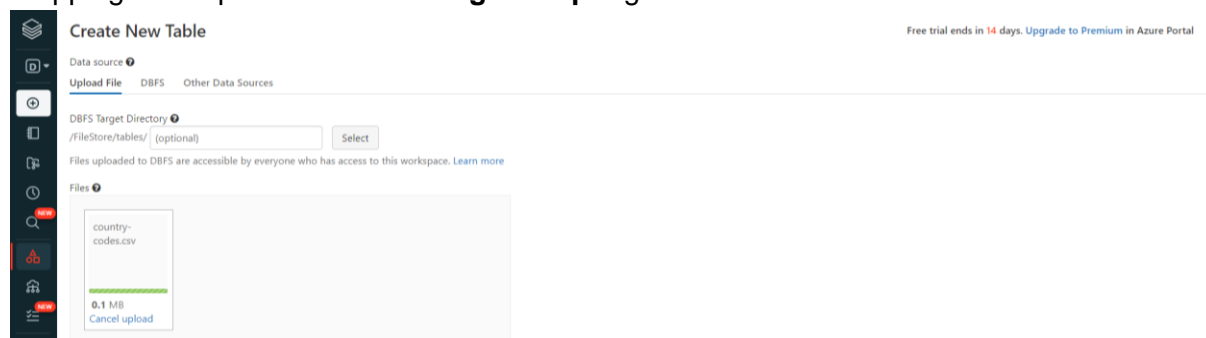 Create New Table
Free trial ends in 14 days. Upgrade to Premium in Azure Portal
D
Data source
Upload File DBFS Other Data Sources
DBFS Target Directory
/FileStore/tables/ (optional) Select
Files uploaded to DBFS are accessible by everyone who has access to this workspace. Learn more
Files
NEW
country-
codes.csv
0.1 MB
Cancel upload
NEW